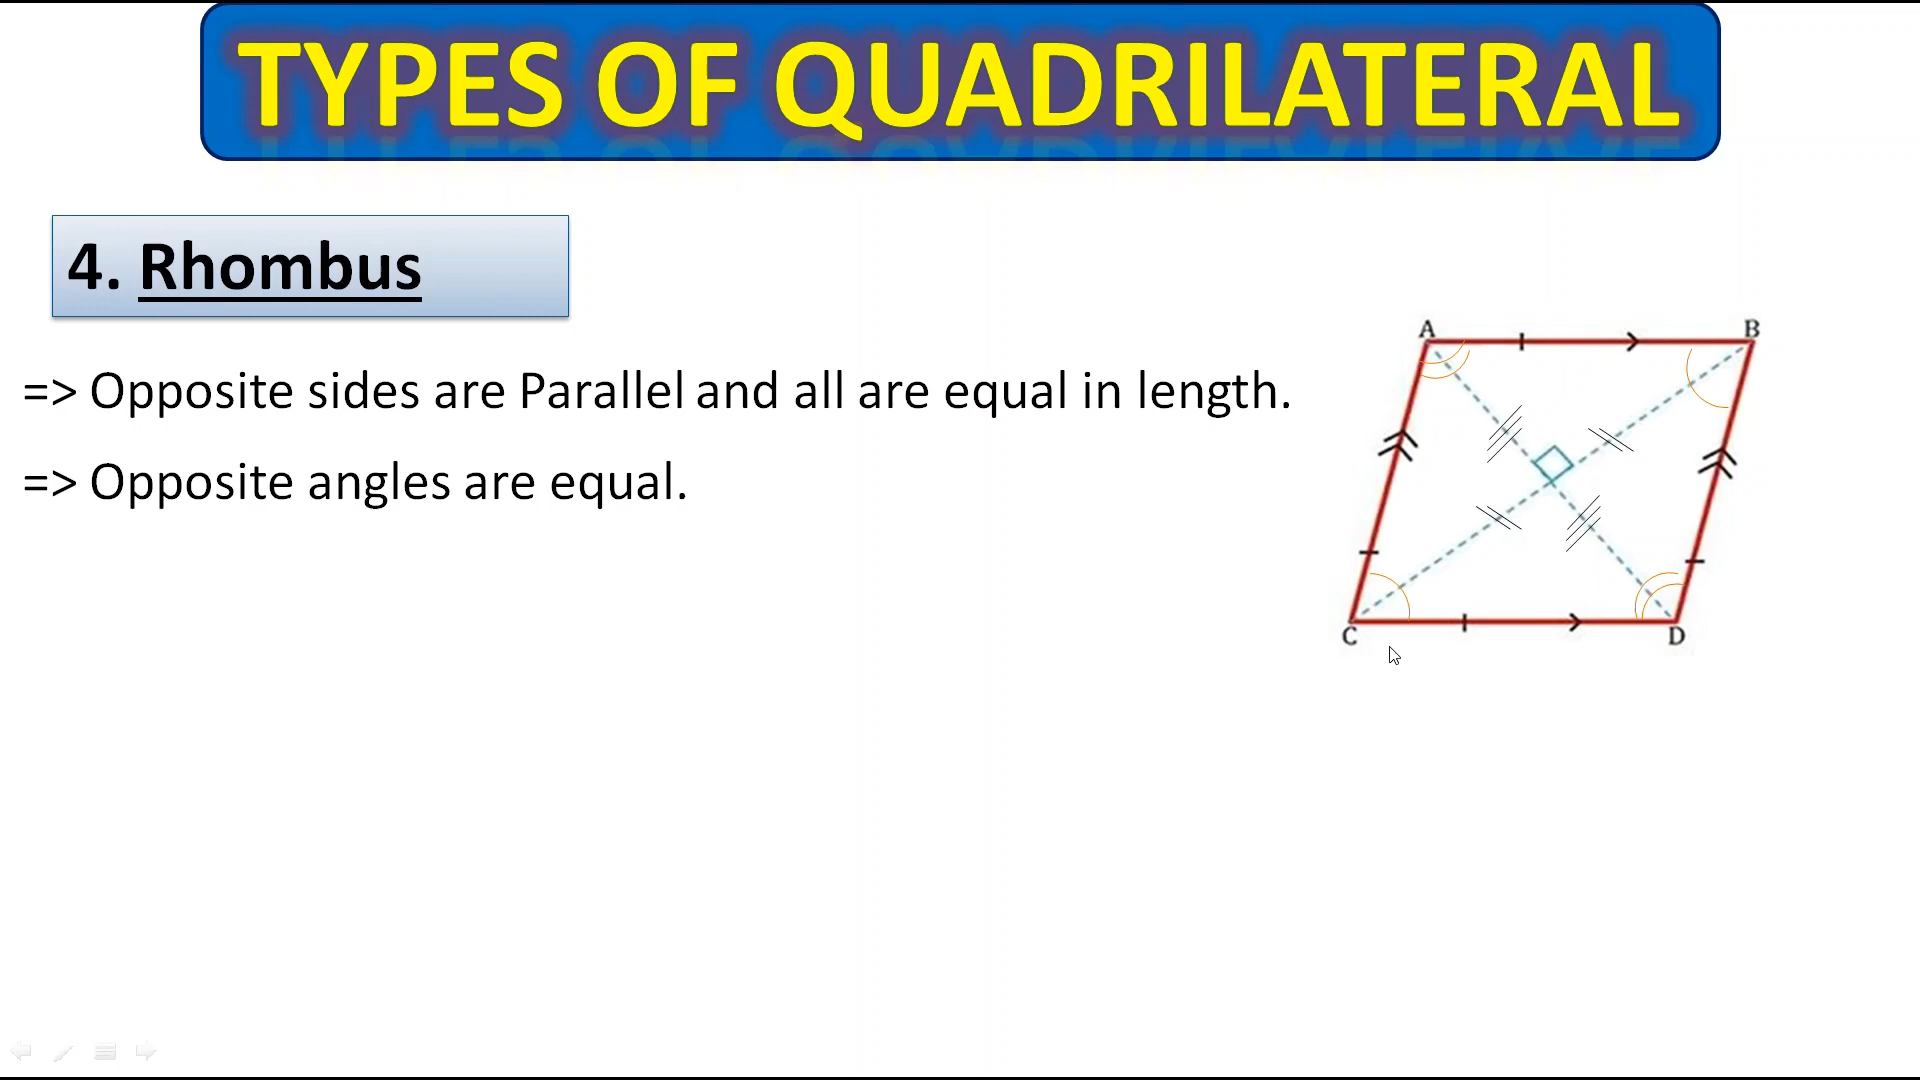 TYPES OF QUADRILATERAL
4. Rhombus
=> Opposite sides are Parallel and all are equal in length.
=> Opposite angles are equal.
A B
C D